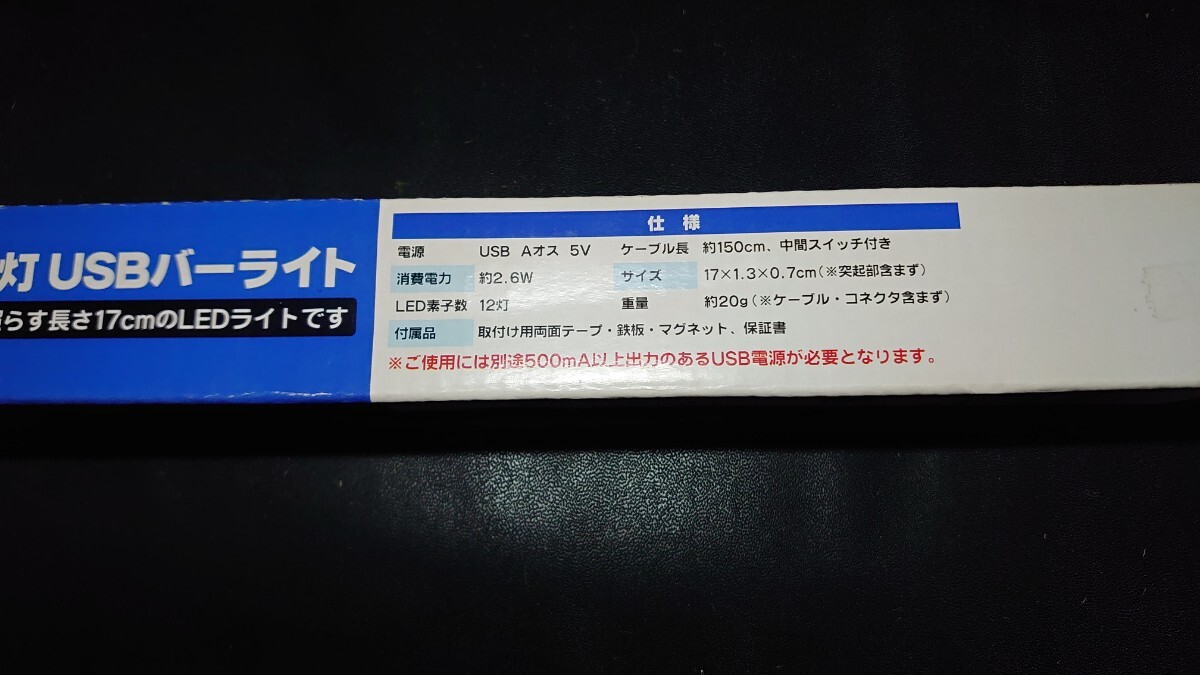 灯 USBバーライト
らす長さ17cmのLEDライトです
仕様
電源 USB Aオス 5V ケーブル長 約150cm、中間スイッチ付き
消費電力 約2.6W サイズ 17×1.3×0.7cm(※突起部含まず)
LED素子数 12灯 重量 約20g(※ケーブル・コネクタ含まず)
付属品 取付け用両面テープ・鉄板・マグネット、保証書
※ご使用には別途500mA以上出力のあるUSB電源が必要となります。